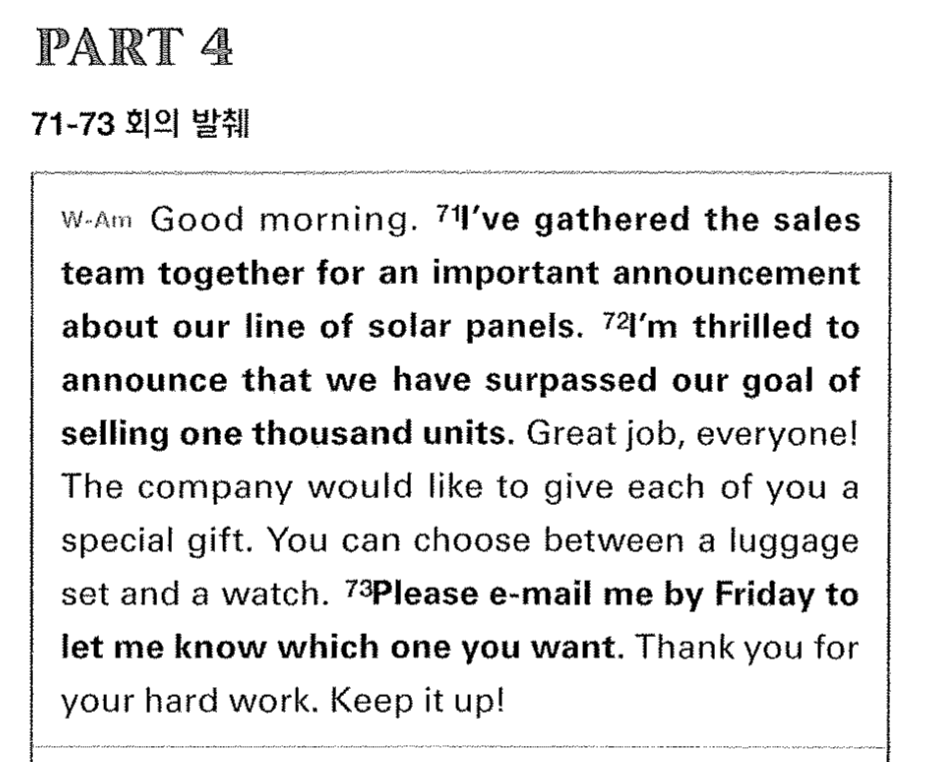 PART 4
71-73 회의 발췌
W-Am Good morning. 71I've gathered the sales
team together for an important announcement
about our line of solar panels. 72I'm thrilled to
announce that we have surpassed our goal of
selling one thousand units. Great job, everyone!
The company would like to give each of you a
special gift. You can choose between a luggage
set and a watch. 73Please e-mail me by Friday to
let me know which one you want. Thank you for
your hard work. Keep it up!